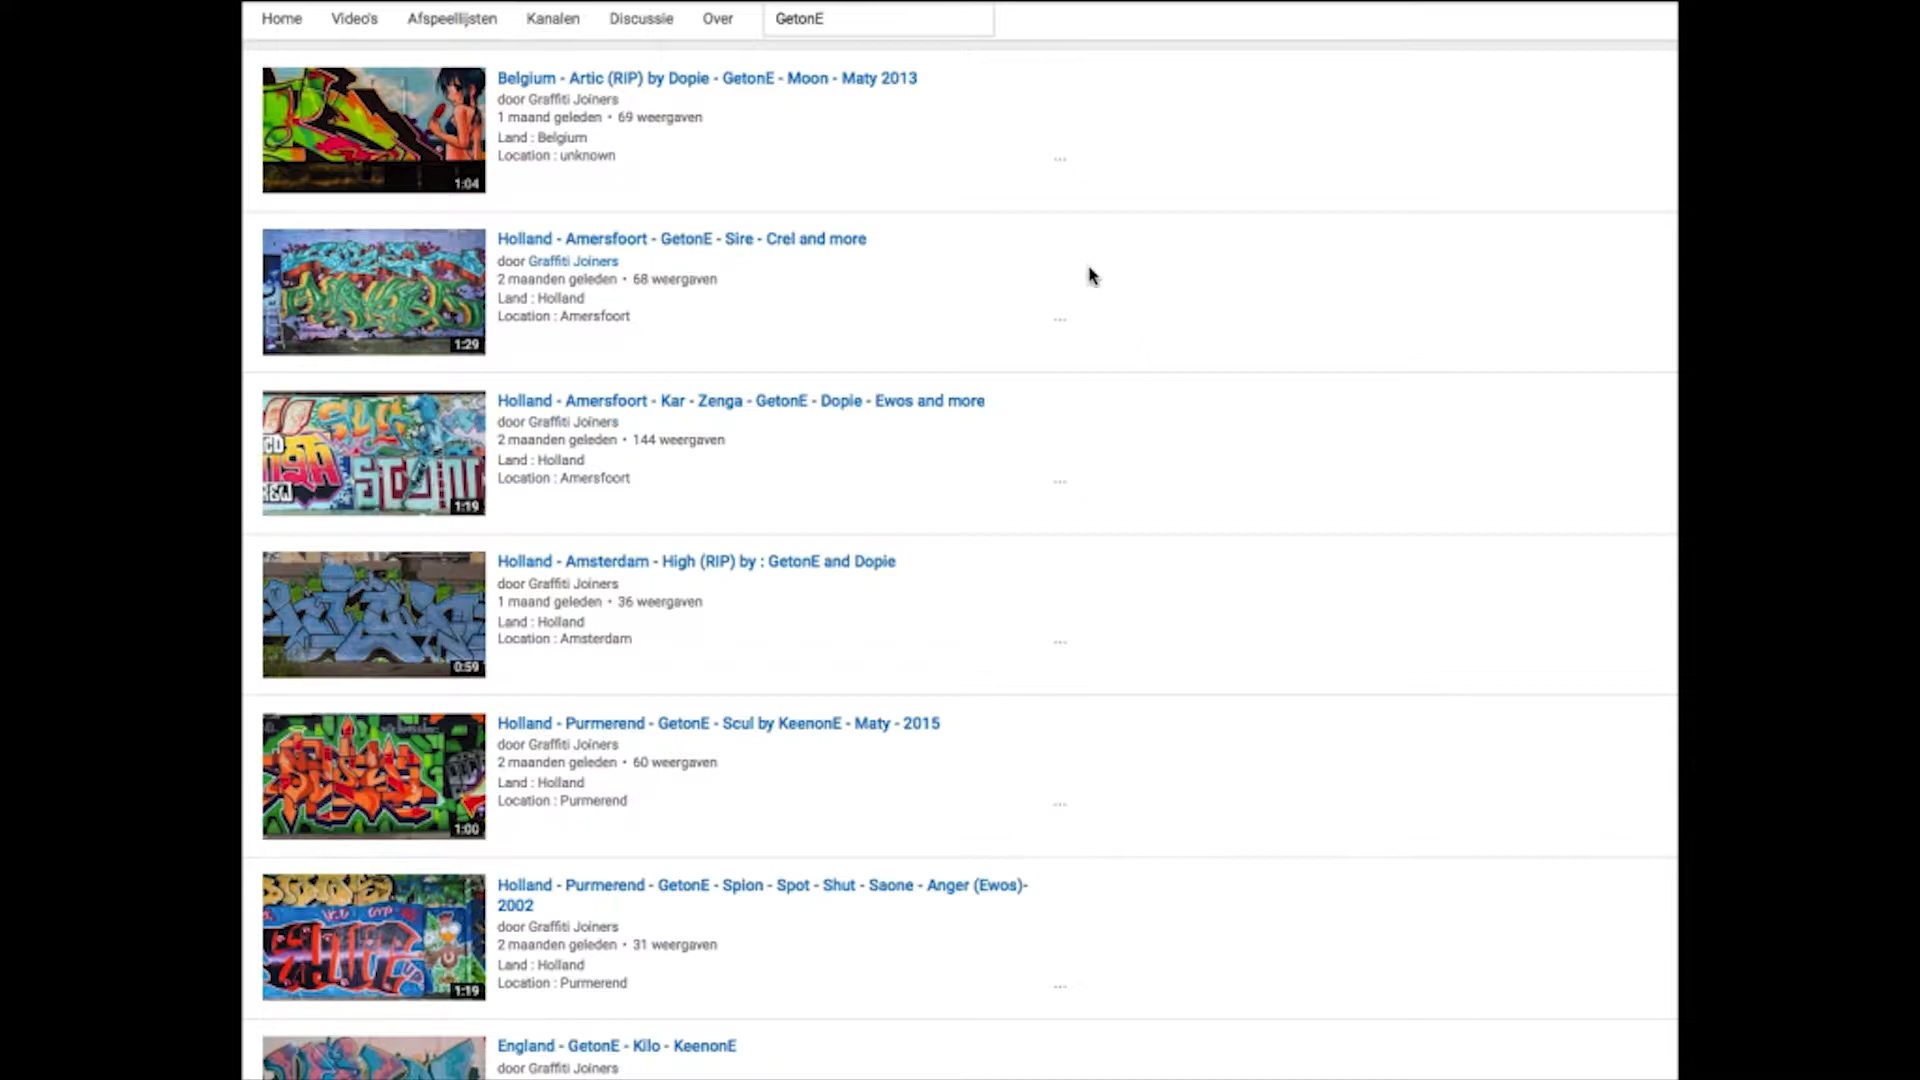 Home Video's Afspeellijsten Kanalen Discussie Over GetonE
Belgium - Artic (RIP) by Dopie - GetonE - Moon - Maty 2013
door Graffiti Joiners
1 maand geleden • 69 weergaven
Land : Belgium
Location : unknown
...
1:04
Holland - Amersfoort - GetonE - Sire - Crel and more
door Graffiti Joiners
2 maanden geleden • 68 weergaven
Land : Holland
Location : Amersfoort
...
1:29
Holland - Amersfoort - Kar - Zenga - GetonE - Dopie - Ewos and more
door Graffiti Joiners
2 maanden geleden • 144 weergaven
Land : Holland
Location : Amersfoort
...
1:19
Holland - Amsterdam - High (RIP) by : GetonE and Dopie
door Graffiti Joiners
1 maand geleden • 36 weergaven
Land : Holland
Location : Amsterdam
...
0:59
Holland - Purmerend - GetonE - Scul by KeenonE - Maty - 2015
door Graffiti Joiners
2 maanden geleden • 60 weergaven
Land : Holland
Location : Purmerend
...
1:00
Holland - Purmerend - GetonE - Spion - Spot - Shut - Saone - Anger (Ewos)-
2002
door Graffiti Joiners
2 maanden geleden • 31 weergaven
Land : Holland
Location : Purmerend
...
1:19
England - GetonE - Kilo - KeenonE
door Graffiti Joiners